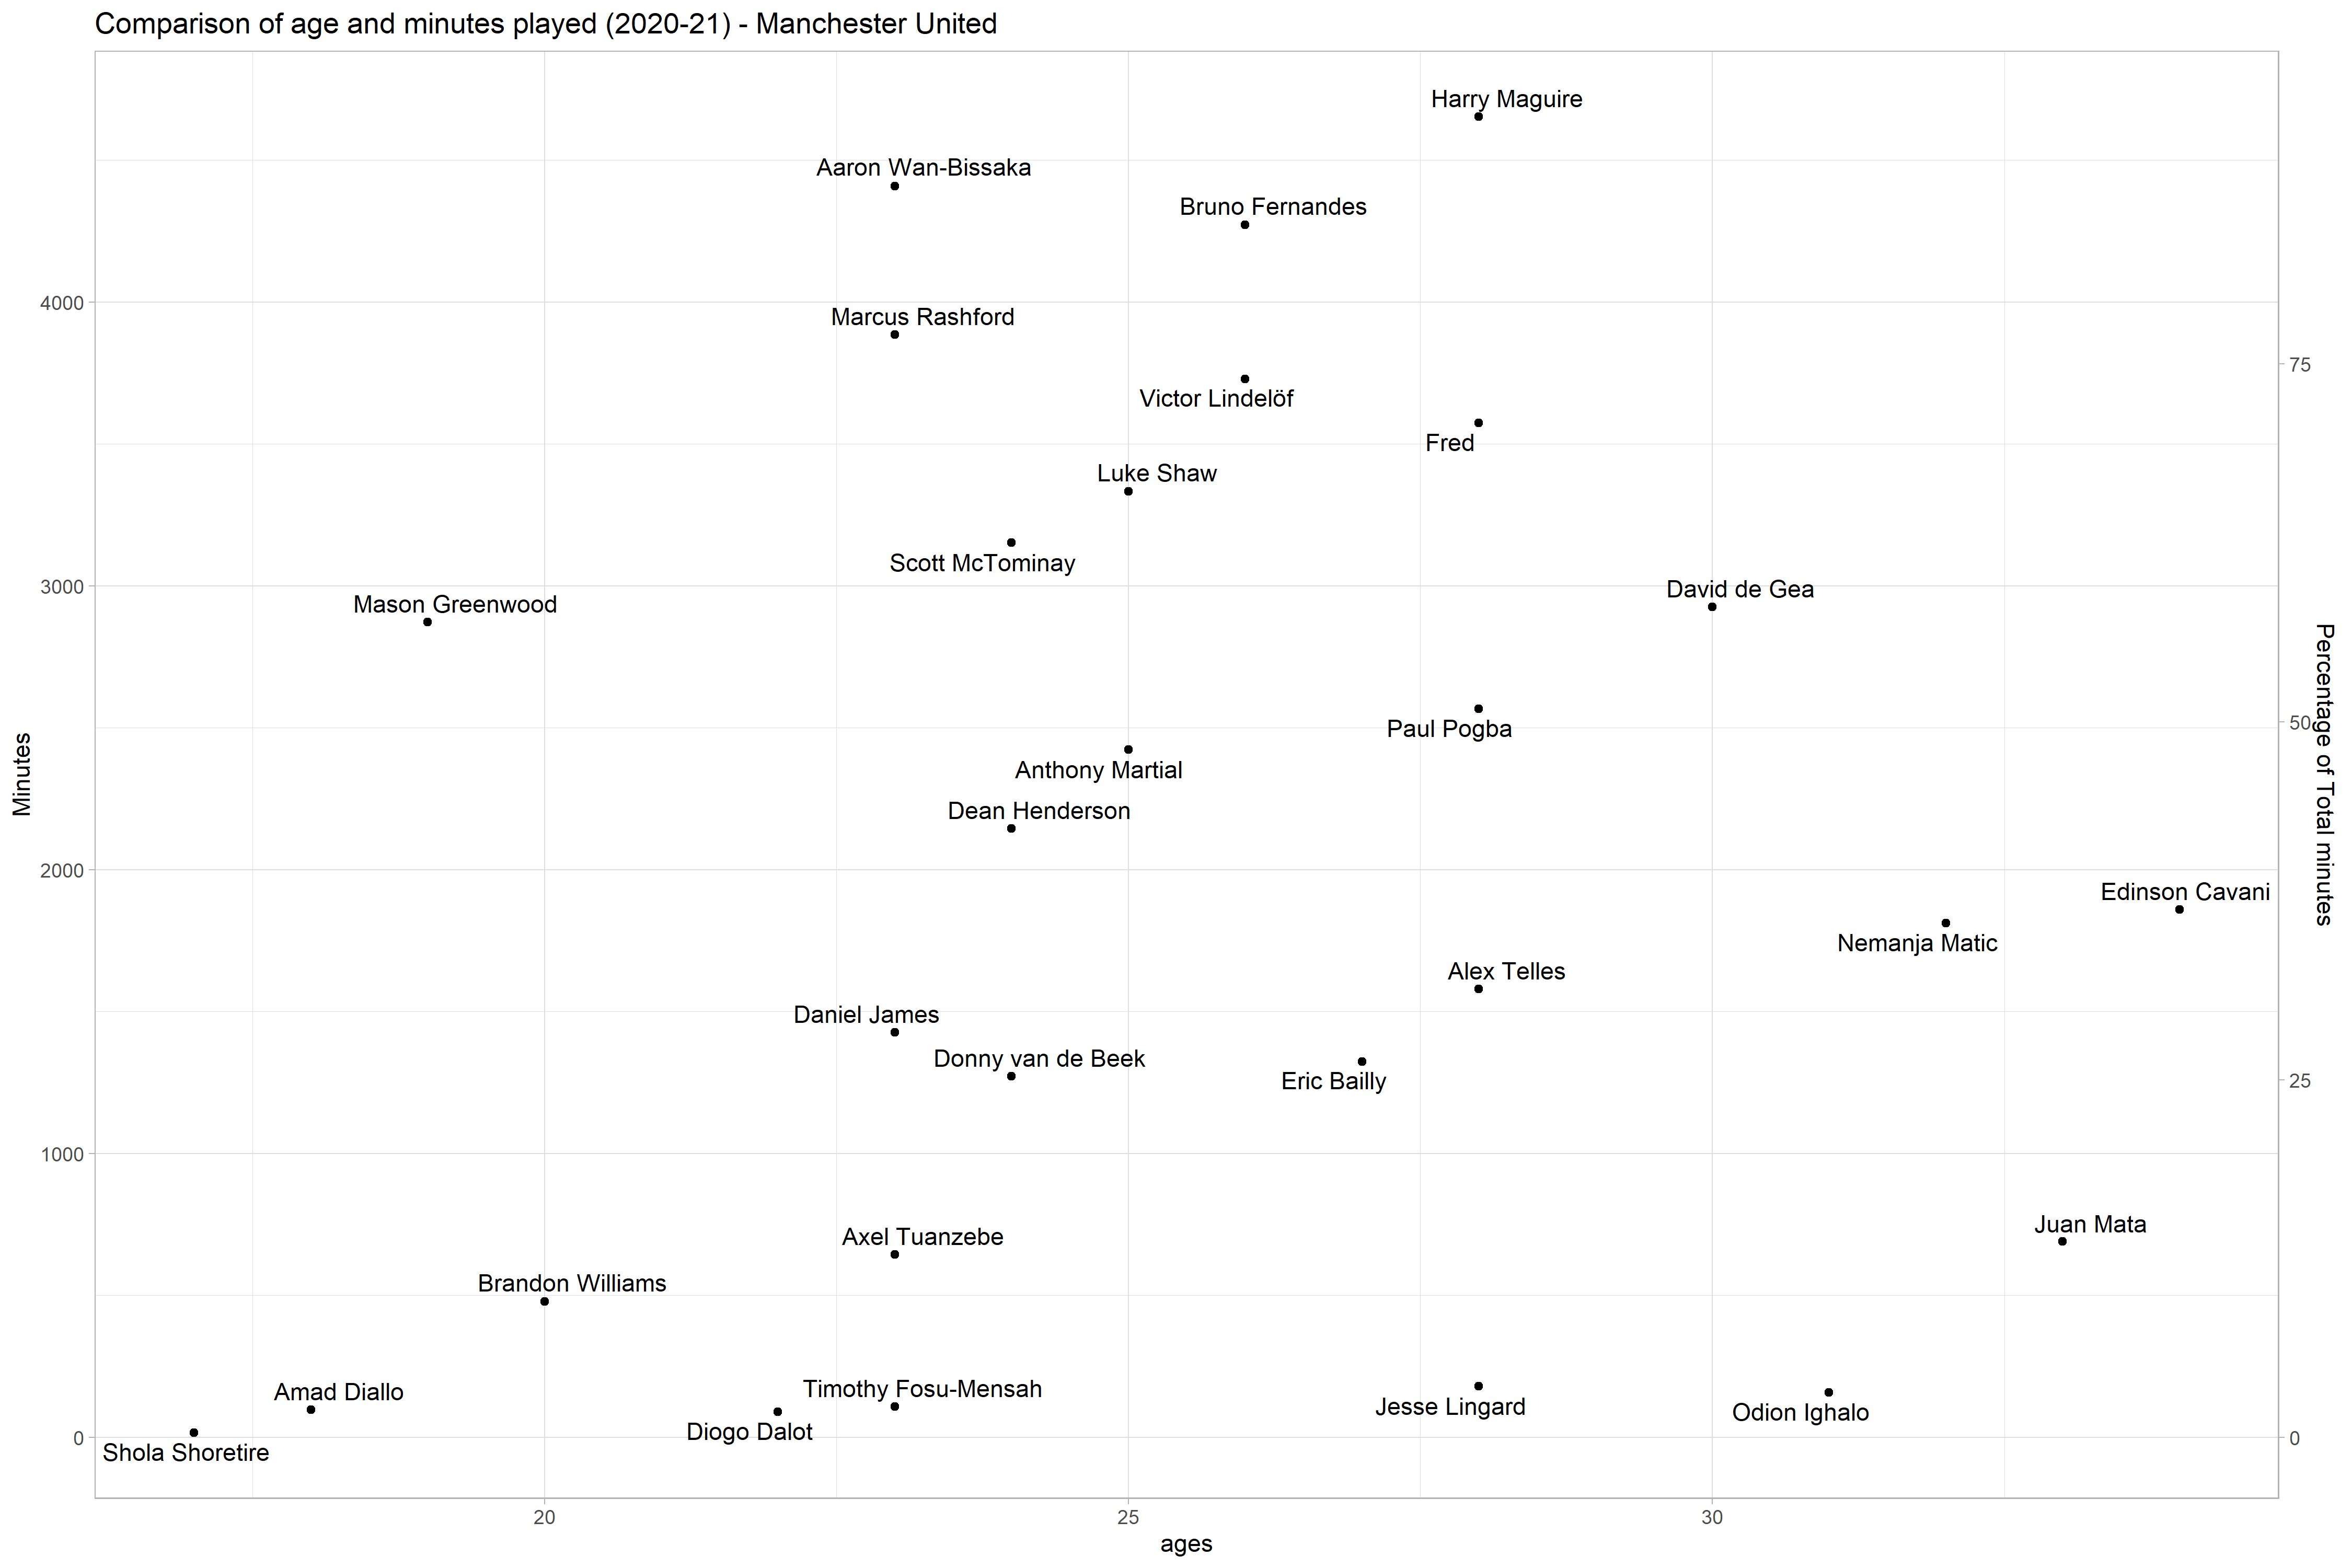 Comparison of age and minutes played (2020-21) - Manchester United
Harry Maguire
Aaron Wan-Bissaka
Bruno Fernandes
4000
Marcus Rashford
75
Victor Lindelöf
Fred
Luke Shaw
Scott McTominay
3000
David de Gea
Mason Greenwood
Paul Pogba
50
Anthony Martial
Minutes
Percentage of Total minutes
Dean Henderson
2000
Edinson Cavani
Nemanja Matic
Alex Telles
Daniel James
Donny van de Beek
Eric Bailly
25
1000
Juan Mata
Axel Tuanzebe
Brandon Williams
Amad Diallo
Timothy Fosu-Mensah
Jesse Lingard
Odion Ighalo
Diogo Dalot
0
0
Shola Shoretire
20
25
30
ages